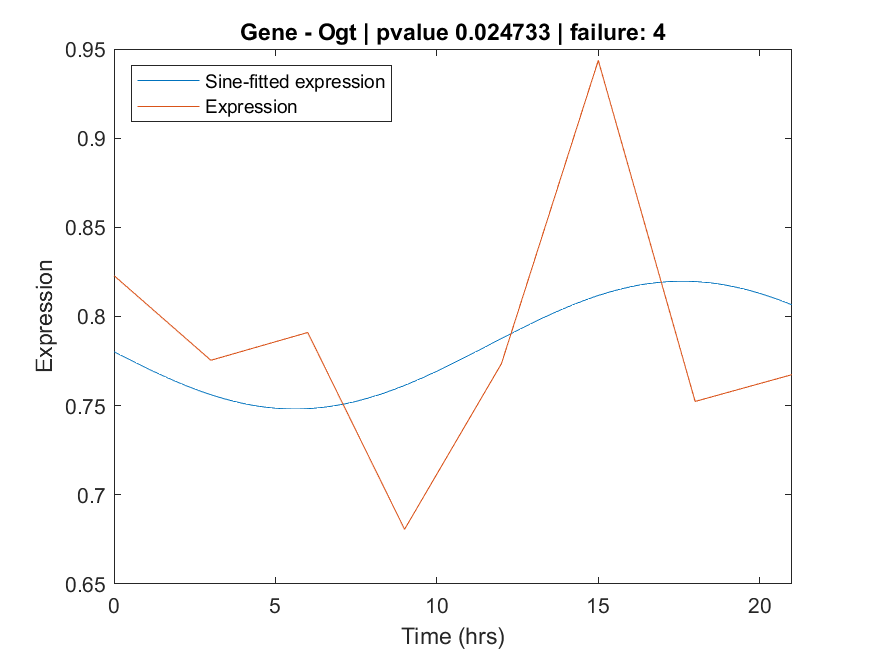 Gene - Ogt | pvalue 0.024733 | failure: 4
Sine-fitted expression
Expression
0.95
0.9
0.85
0.8
0.75
0.7
0.65
Expression
0
5
10
15
20
Time (hrs)